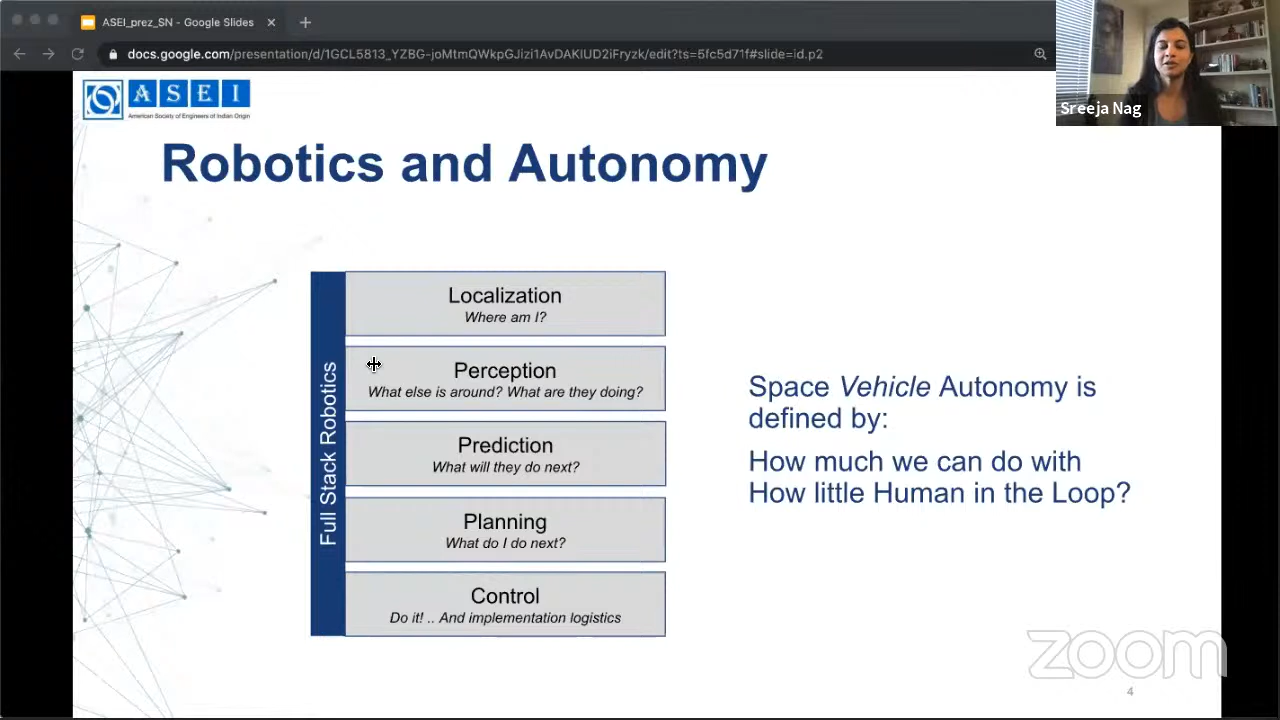 ASEI_prez_SN - Google Slides
docs.google.com/presentation/d/1GCL5813_YZBG-joMtmVWkpGJizi1AvDAKlUD2iFryzk/edit?ts=5fc5d71f#slide=id.p2
Sreeja Nag
A S E I
American Society of Engineers of Indian Origin
Robotics and Autonomy
Full Stack Robotics
Localization
Where am I?
Perception
What else is around? What are they doing?
Prediction
What will they do next?
Planning
What do I do next?
Control
Do it! .. And implementation logistics
Space Vehicle Autonomy is
defined by:
How much we can do with
How little Human in the Loop?
zoom
4